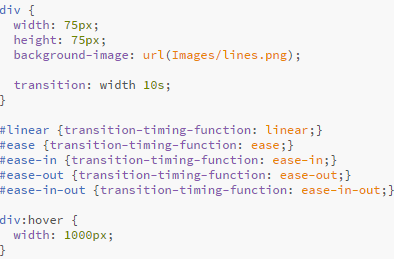 div {
  width: 75px;
  height: 75px;
  background-image: url(Images/lines.png);

  transition: width 10s;
}

#linear {transition-timing-function: linear;}
#ease {transition-timing-function: ease;}
#ease-in {transition-timing-function: ease-in;}
#ease-out {transition-timing-function: ease-out;}
#ease-in-out {transition-timing-function: ease-in-out;}

div:hover {
  width: 1000px;
}